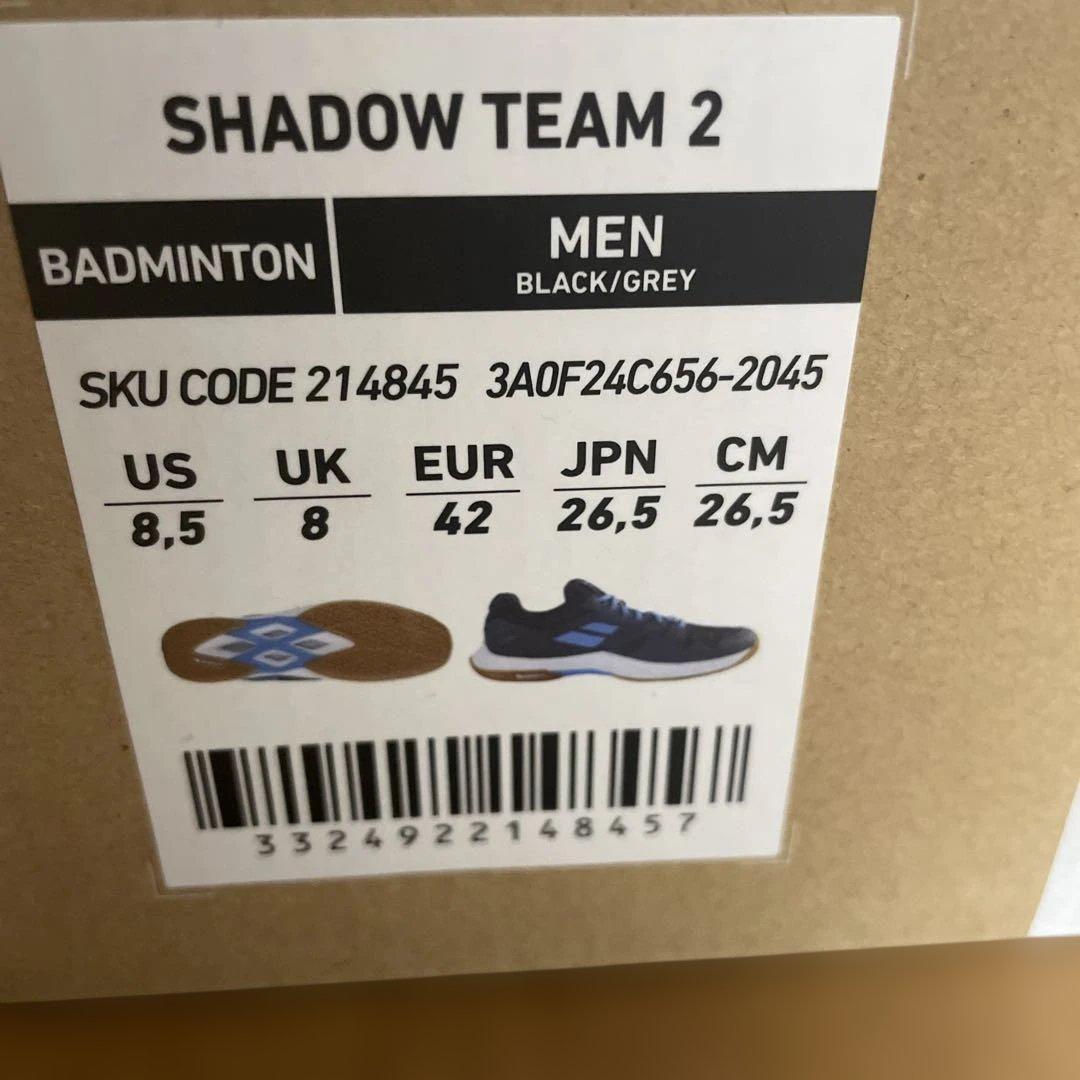 SHADOW TEAM 2
BADMINTON
MEN
BLACK/GREY
SKU CODE 214845 3A0F24C656-2045
US UK EUR JPN CM
8,5 8 42 26,5 26,5
3324922148457